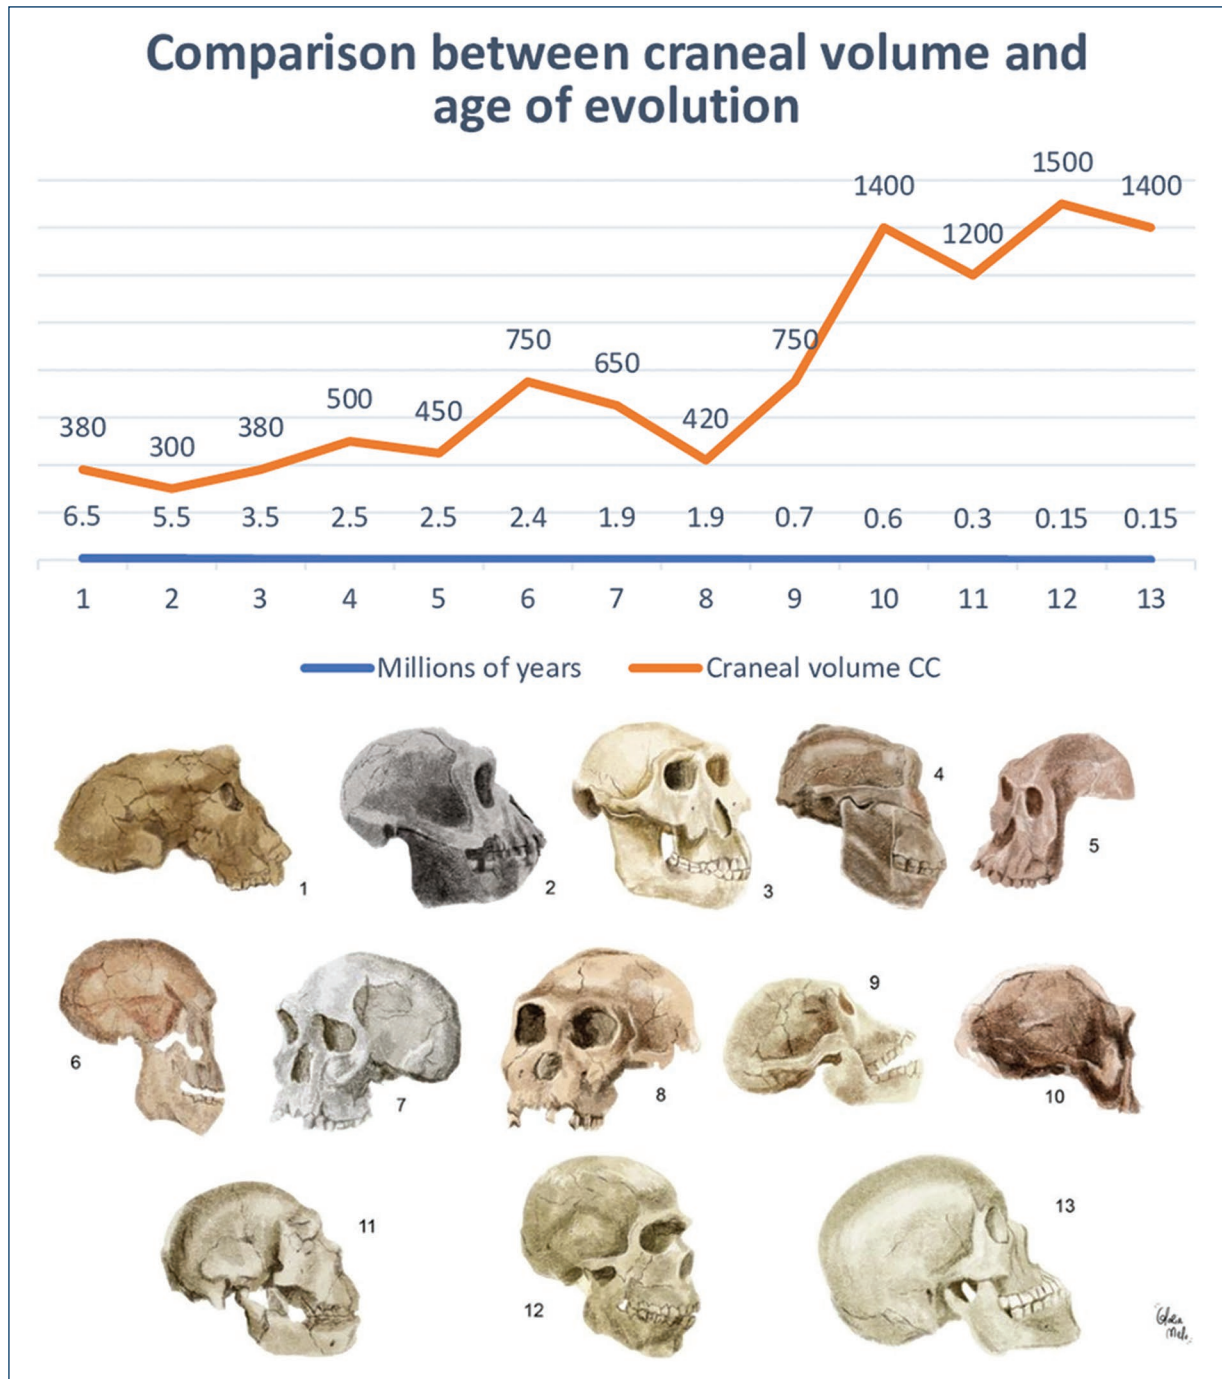 Comparison between craneal volume and
age of evolution
380 300 380 500 450 750 650 420 750 1400 1200 1500 1400
6.5 5.5 3.5 2.5 2.5 2.4 1.9 1.9 0.7 0.6 0.3 0.15 0.15
1 2 3 4 5 6 7 8 9 10 11 12 13
Millions of years Craneal volume CC
1 2 3 4 5
6 7 8 9 10
11 12 13